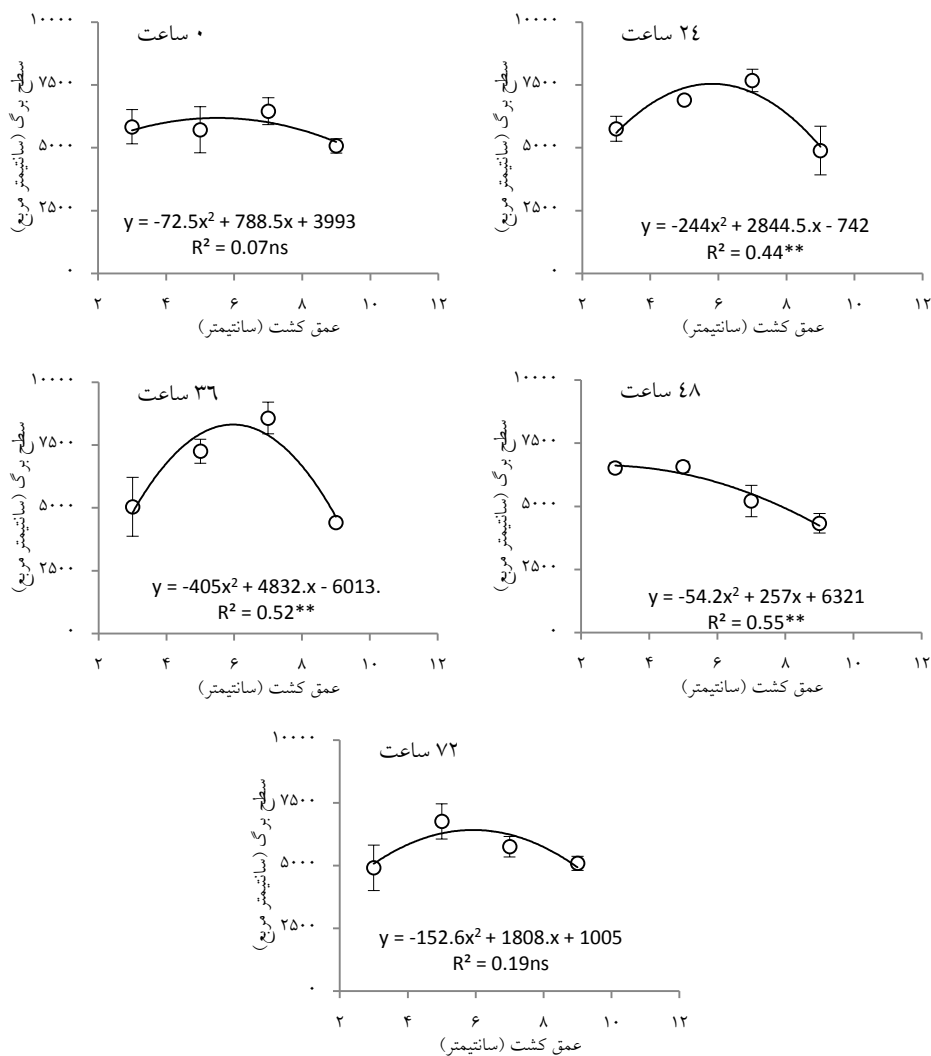 ۰ ساعت
سطح برگ (سانتیمتر مربع)
۱۰۰۰۰
۷۵۰۰
۵۰۰۰
۲۵۰۰
۰
y = -72.5x² + 788.5x + 3993
R² = 0.07ns
۲ ۴ ۶ ۸ ۱۰ ۱۲
عمق کشت (سانتیمتر)
۲٤ ساعت
سطح برگ (سانتیمتر مربع)
۱۰۰۰۰
۷۵۰۰
۵۰۰۰
۲۵۰۰
۰
y = -244x² + 2844.5.x - 742
R² = 0.44**
۲ ۴ ۶ ۸ ۱۰ ۱۲
عمق کشت (سانتیمتر)
۳٦ ساعت
سطح برگ (سانتیمتر مربع)
۱۰۰۰۰
۷۵۰۰
۵۰۰۰
۲۵۰۰
۰
y = -405x² + 4832.x - 6013.
R² = 0.52**
۲ ۴ ۶ ۸ ۱۰ ۱۲
عمق کشت (سانتیمتر)
٤۸ ساعت
سطح برگ (سانتیمتر مربع)
۱۰۰۰۰
۷۵۰۰
۵۰۰۰
۲۵۰۰
۰
y = -54.2x² + 257x + 6321
R² = 0.55**
۲ ۴ ۶ ۸ ۱۰ ۱۲
عمق کشت (سانتیمتر)
۷۲ ساعت
سطح برگ (سانتیمتر مربع)
۱۰۰۰۰
۷۵۰۰
۵۰۰۰
۲۵۰۰
۰
y = -152.6x² + 1808.x + 1005
R² = 0.19ns
۲ ۴ ۶ ۸ ۱۰ ۱۲
عمق کشت (سانتیمتر)